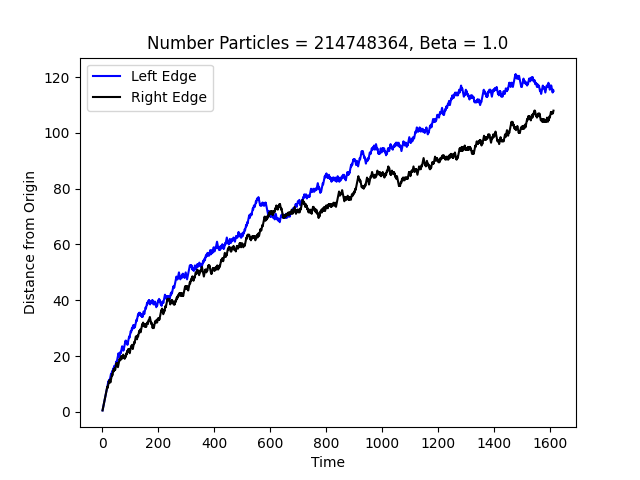 Number Particles = 214748364, Beta = 1.0
Left Edge
Right Edge
Distance from Origin
120
100
80
60
40
20
0
0 200 400 600 800 1000 1200 1400 1600
Time